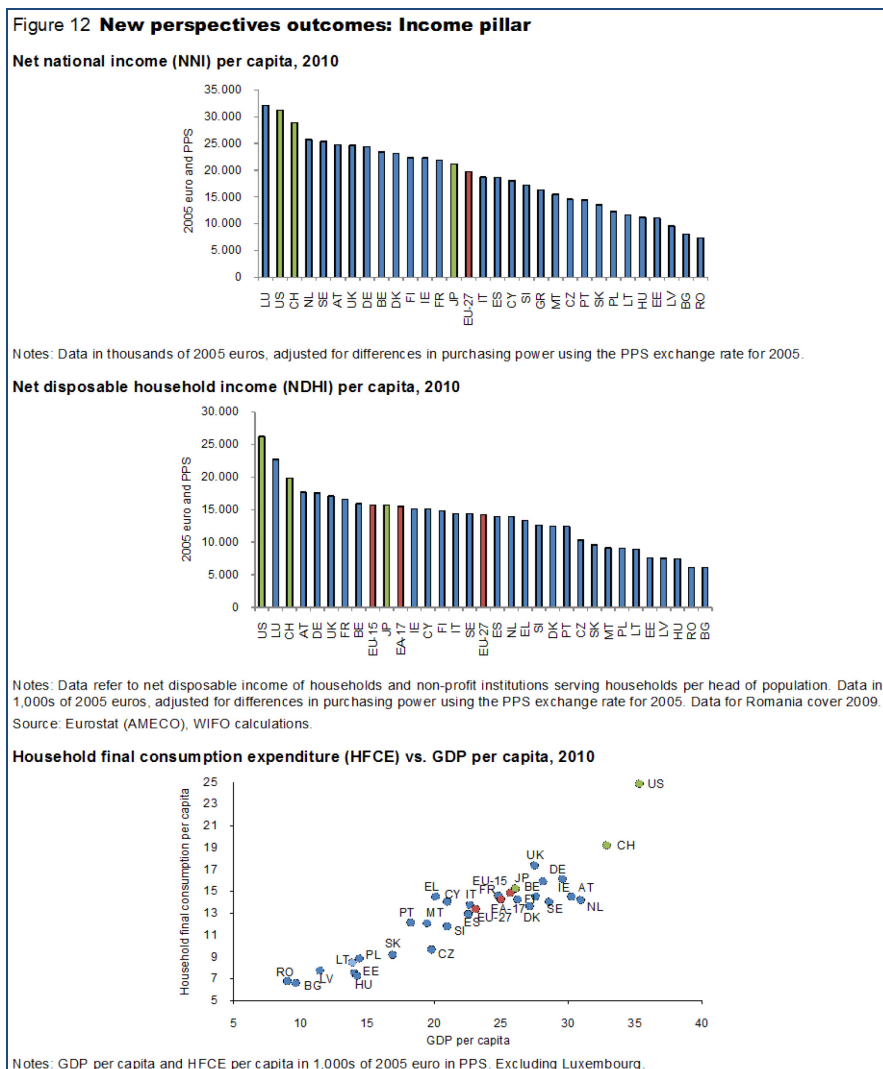 Figure 12 New perspectives outcomes: Income pillar
Net national income (NNI) per capita, 2010
35.000
30.000
25.000
20.000
15.000
10.000
5.000
0
2005 euro and PPS
LU US CH NL SE AT UK DE BE DK FI IE FR JP EU-27 IT ES CY SI GR MT CZ PT SK PL LT HU EE LV BG RO
Notes: Data in thousands of 2005 euros, adjusted for differences in purchasing power using the PPS exchange rate for 2005.
Net disposable household income (NDHI) per capita, 2010
30.000
25.000
20.000
15.000
10.000
5.000
0
2005 euro and PPS
US LU CH AT DE UK FR BE EU-15 JP EA-17 IE CY FI IT SE EU-27 ES NL EL SI DK PT CZ SK MT PL LT EE LV HU RO BG
Notes: Data refer to net disposable income of households and non-profit institutions serving households per head of population. Data in
1,000s of 2005 euros, adjusted for differences in purchasing power using the PPS exchange rate for 2005. Data for Romania cover 2009.
Source: Eurostat (AMECO), WIFO calculations.
Household final consumption expenditure (HFCE) vs. GDP per capita, 2010
25
23
21
19
17
15
13
11
9
7
5
Household final consumption per capita
US
CH
UK
DE
EU-15 JP
EL CY IT FR BE IE AT
FI
EA-17 SE NL
PT MT ES EU-27 DK
SI
SK CZ
LT PL
RO LV EE
BG HU
5 10 15 20 25 30 35 40
GDP per capita
Notes: GDP per capita and HFCE per capita in 1.000s of 2005 euro in PPS. Excluding Luxembourg.